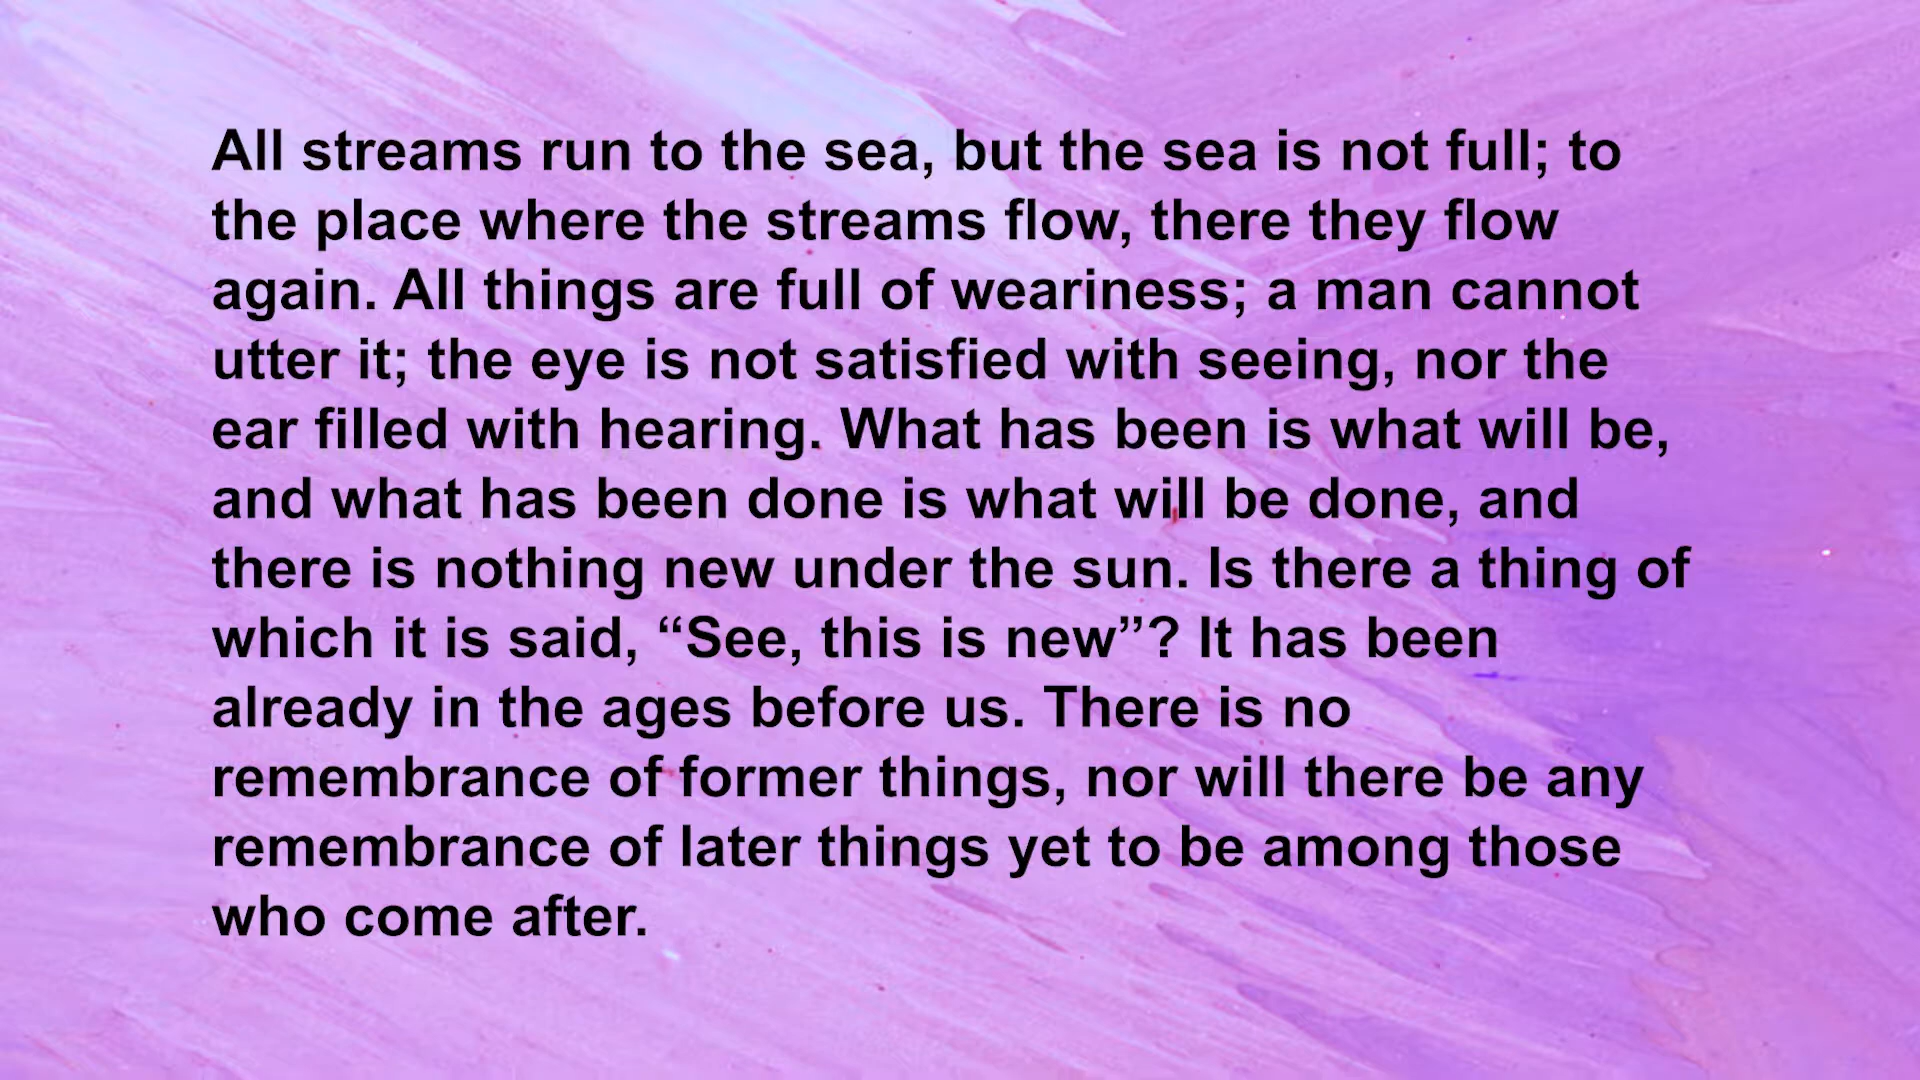 All streams run to the sea, but the sea is not full; to
the place where the streams flow, there they flow
again. All things are full of weariness; a man cannot
utter it; the eye is not satisfied with seeing, nor the
ear filled with hearing. What has been is what will be,
and what has been done is what will be done, and
there is nothing new under the sun. Is there a thing of
which it is said, “See, this is new”? It has been
already in the ages before us. There is no
remembrance of former things, nor will there be any
remembrance of later things yet to be among those
who come after.